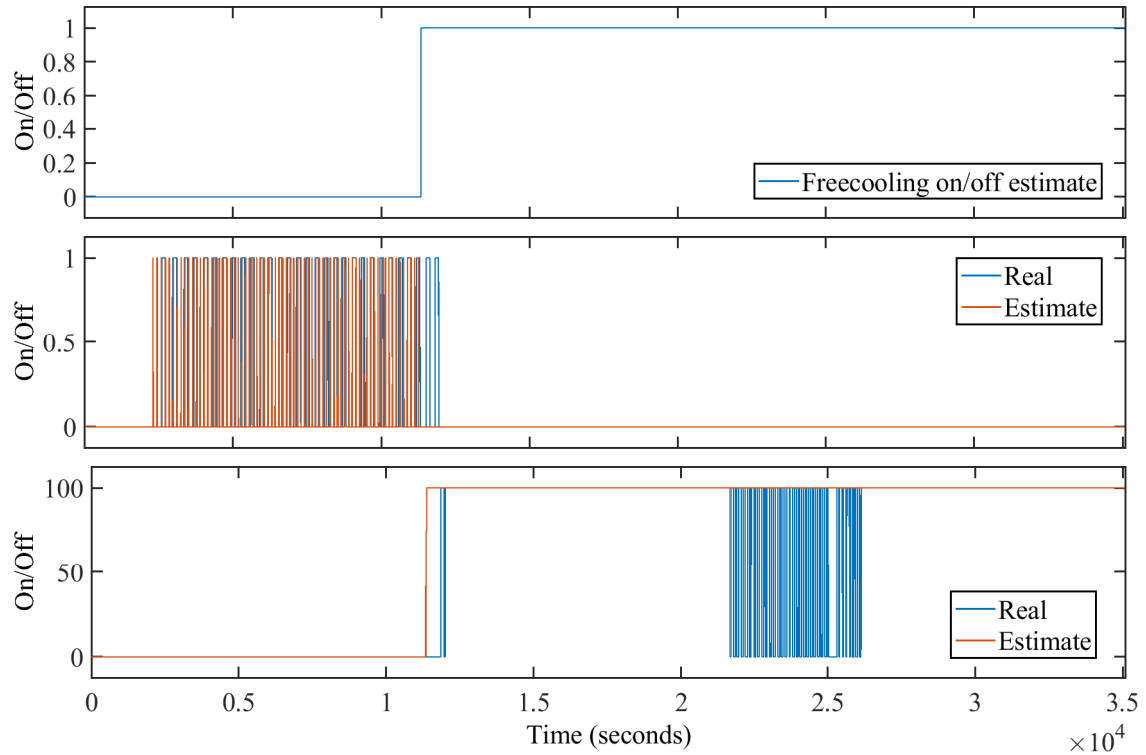 1
0.8
0.6
0.4
0.2
0
On/Off
Freecooling on/off estimate
1
0.5
0
On/Off
Real
Estimate
100
50
0
On/Off
Real
Estimate
0 0.5 1 1.5 2 2.5 3 3.5
Time (seconds)
×10⁴